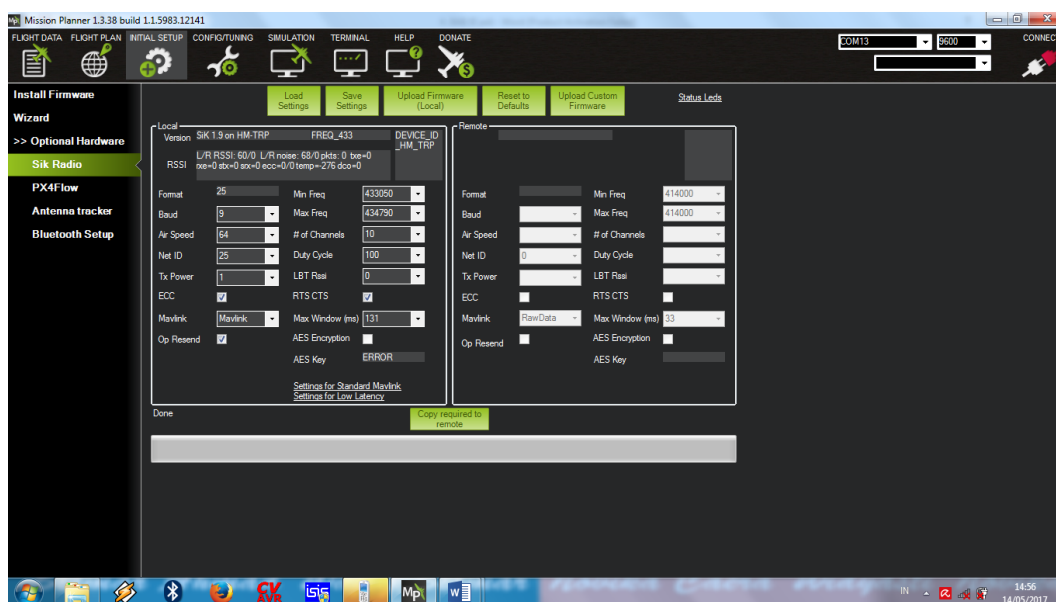 Mission Planner 1.3.38 build 1.1.5983.12141
FLIGHT DATA FLIGHT PLAN INITIAL SETUP CONFIG/TUNING SIMULATION TERMINAL HELP DONATE
COM13 9600 CONNEC
Install Firmware
Wizard
>> Optional Hardware
Sik Radio
PX4Flow
Antenna tracker
Bluetooth Setup
Load Settings Save Settings Upload Firmware (Local) Reset to Defaults Upload Custom Firmware Status Leds
Local
Version SiK 1.9 on HM-TRP FREQ_433 DEVICE_ID_HM_TRP
RSSI L/R RSSI: 60/0 L/R noise: 68/0 pkts: 0 txe=0
rxe=0 stx=0 srx=0 ecc=0/0 temp=-276 dco=0
Format 25 Min Freq 433050
Baud 9 Max Freq 434790
Air Speed 64 # of Channels 10
Net ID 25 Duty Cycle 100
Tx Power 1 LBT Rssi 0
ECC RTS CTS
Mavlink Mavlink Max Window (ms) 131
Op Resend AES Encryption
AES Key ERROR
Settings for Standard Mavlink
Settings for Low Latency
Remote
Format Min Freq 414000
Baud Max Freq 414000
Air Speed # of Channels
Net ID 0 Duty Cycle
Tx Power LBT Rssi
ECC RTS CTS
Mavlink RawData Max Window (ms) 33
Op Resend AES Encryption
AES Key
Done
Copy required to remote
CV AVR isis Mp W
IN 14:56
14/05/2017